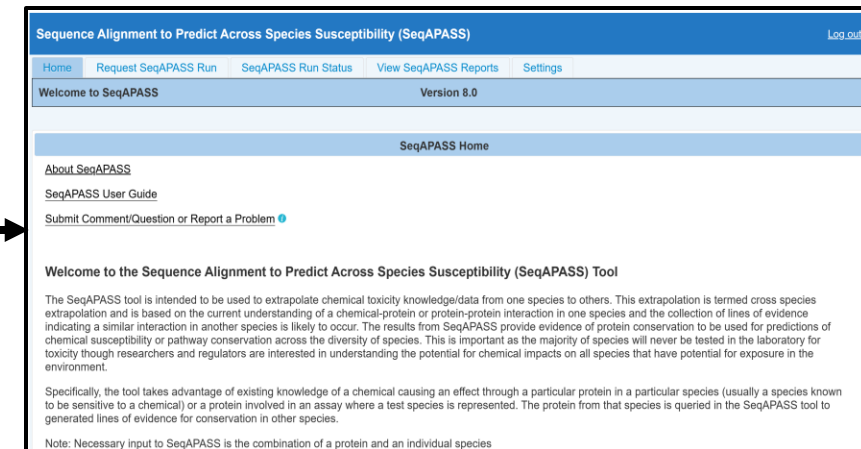 Sequence Alignment to Predict Across Species Susceptibility (SeqAPASS)
Log out
Home Request SeqAPASS Run SeqAPASS Run Status View SeqAPASS Reports Settings
Welcome to SeqAPASS Version 8.0
SeqAPASS Home
About SeqAPASS
SeqAPASS User Guide
Submit Comment/Question or Report a Problem
Welcome to the Sequence Alignment to Predict Across Species Susceptibility (SeqAPASS) Tool
The SeqAPASS tool is intended to be used to extrapolate chemical toxicity knowledge/data from one species to others. This extrapolation is termed cross species
extrapolation and is based on the current understanding of a chemical-protein or protein-protein interaction in one species and the collection of lines of evidence
indicating a similar interaction in another species is likely to occur. The results from SeqAPASS provide evidence of protein conservation to be used for predictions of
chemical susceptibility or pathway conservation across the diversity of species. This is important as the majority of species will never be tested in the laboratory for
toxicity though researchers and regulators are interested in understanding the potential for chemical impacts on all species that have potential for exposure in the
environment.
Specifically, the tool takes advantage of existing knowledge of a chemical causing an effect through a particular protein in a particular species (usually a species known
to be sensitive to a chemical) or a protein involved in an assay where a test species is represented. The protein from that species is queried in the SeqAPASS tool to
generated lines of evidence for conservation in other species.
Note: Necessary input to SeqAPASS is the combination of a protein and an individual species